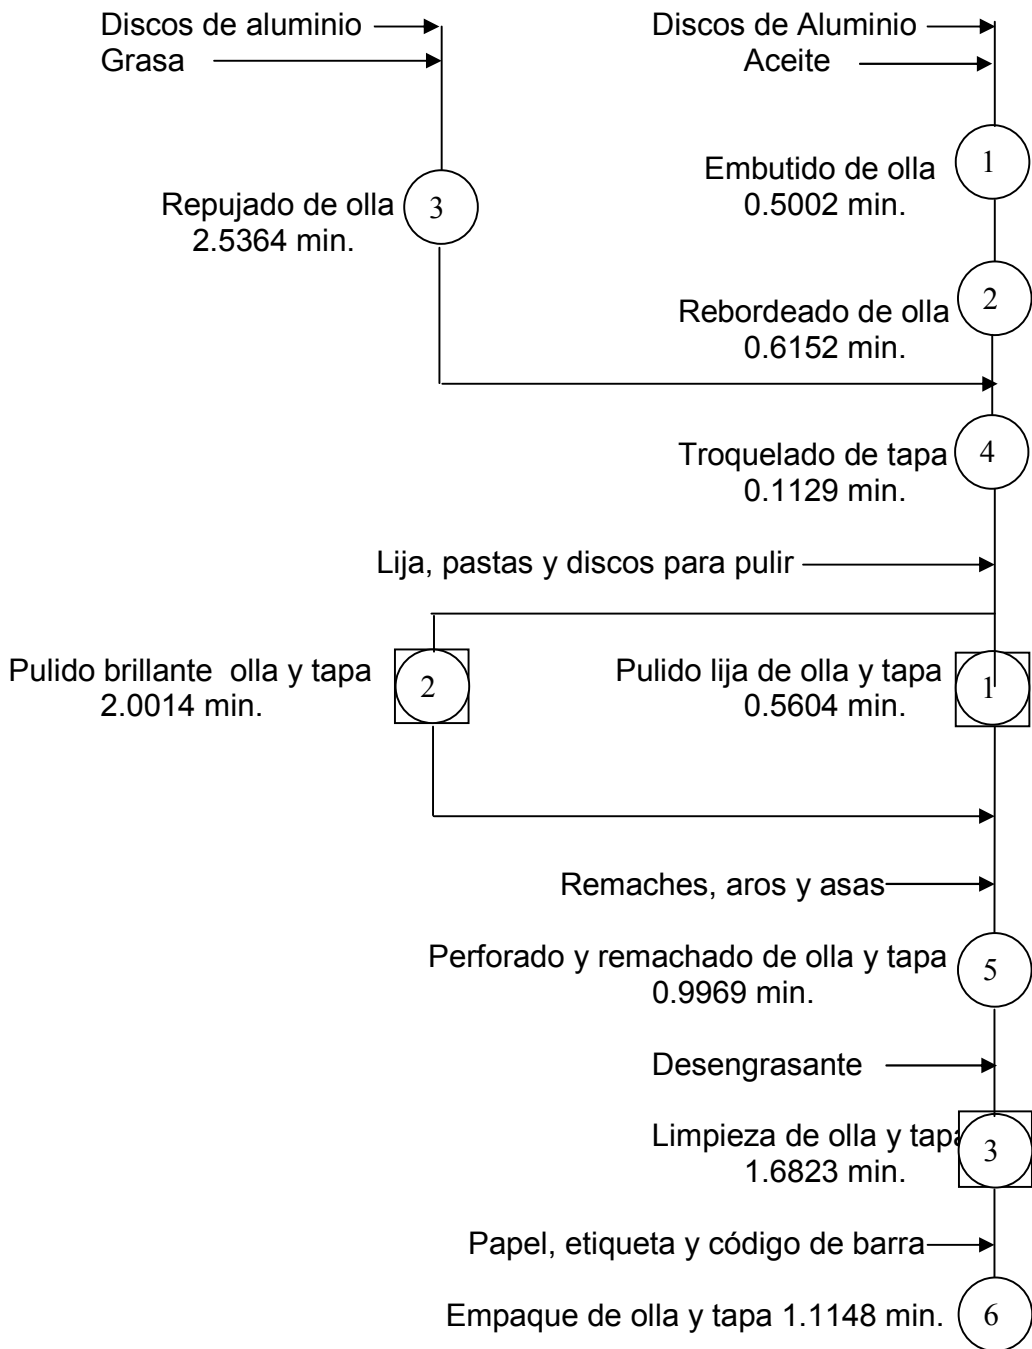 Discos de aluminio
Grasa
Discos de Aluminio
Aceite
1
Embutido de olla
0.5002 min.
3
Repujado de olla
2.5364 min.
2
Rebordeado de olla
0.6152 min.
4
Troquelado de tapa
0.1129 min.
Lija, pastas y discos para pulir
Pulido brillante olla y tapa
2.0014 min.
2
Pulido lija de olla y tapa
0.5604 min.
1
Remaches, aros y asas
Perforado y remachado de olla y tapa
0.9969 min.
5
Desengrasante
Limpieza de olla y tapa
1.6823 min.
3
Papel, etiqueta y código de barra
Empaque de olla y tapa 1.1148 min.
6